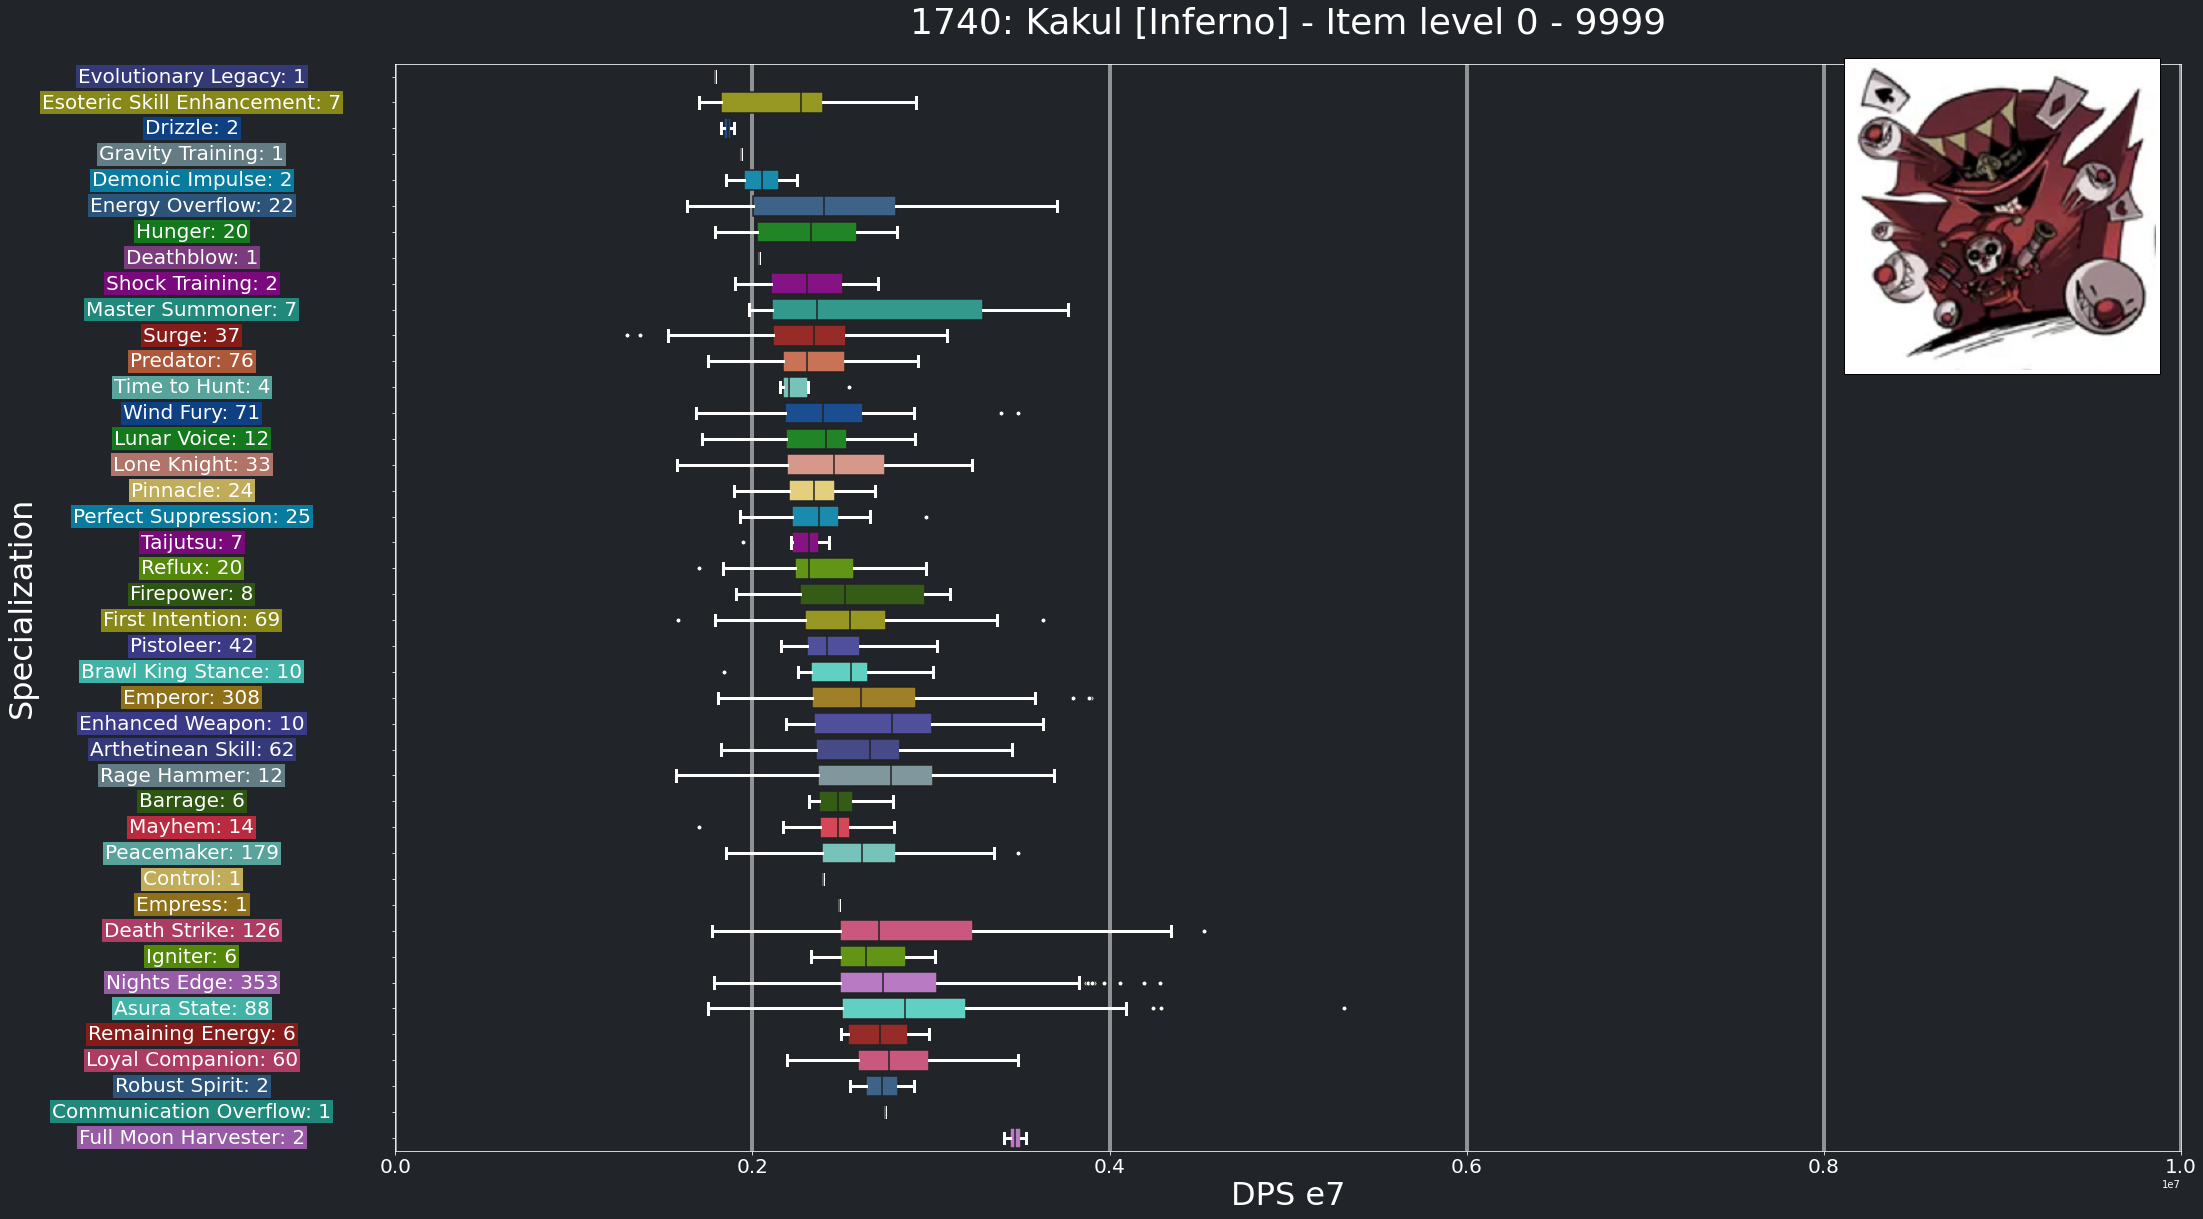 1740: Kakul [Inferno] - Item level 0 - 9999
Evolutionary Legacy: 1
Esoteric Skill Enhancement: 7
Drizzle: 2
Gravity Training: 1
Demonic Impulse: 2
Energy Overflow: 22
Hunger: 20
Deathblow: 1
Shock Training: 2
Master Summoner: 7
Surge: 37
Predator: 76
Time to Hunt: 4
Wind Fury: 71
Lunar Voice: 12
Lone Knight: 33
Pinnacle: 24
Perfect Suppression: 25
Taijutsu: 7
Reflux: 20
Firepower: 8
First Intention: 69
Pistoleer: 42
Brawl King Stance: 10
Emperor: 308
Enhanced Weapon: 10
Arthetinean Skill: 62
Rage Hammer: 12
Barrage: 6
Mayhem: 14
Peacemaker: 179
Control: 1
Empress: 1
Death Strike: 126
Igniter: 6
Nights Edge: 353
Asura State: 88
Remaining Energy: 6
Loyal Companion: 60
Robust Spirit: 2
Communication Overflow: 1
Full Moon Harvester: 2
Specialization
0.0 0.2 0.4 0.6 0.8 1.0
1e7
DPS e7